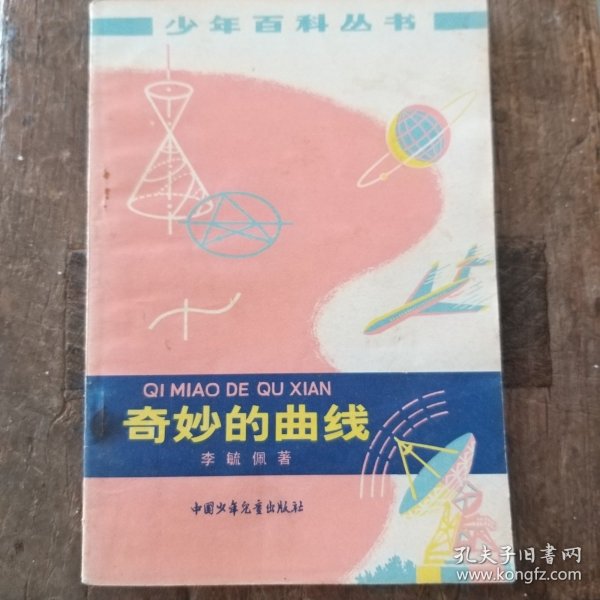 少年百科丛书
QI MIAO DE QU XIAN
奇妙的曲线
李毓佩著
中国少年儿童出版社
孔夫子旧书网
www.kongfz.com